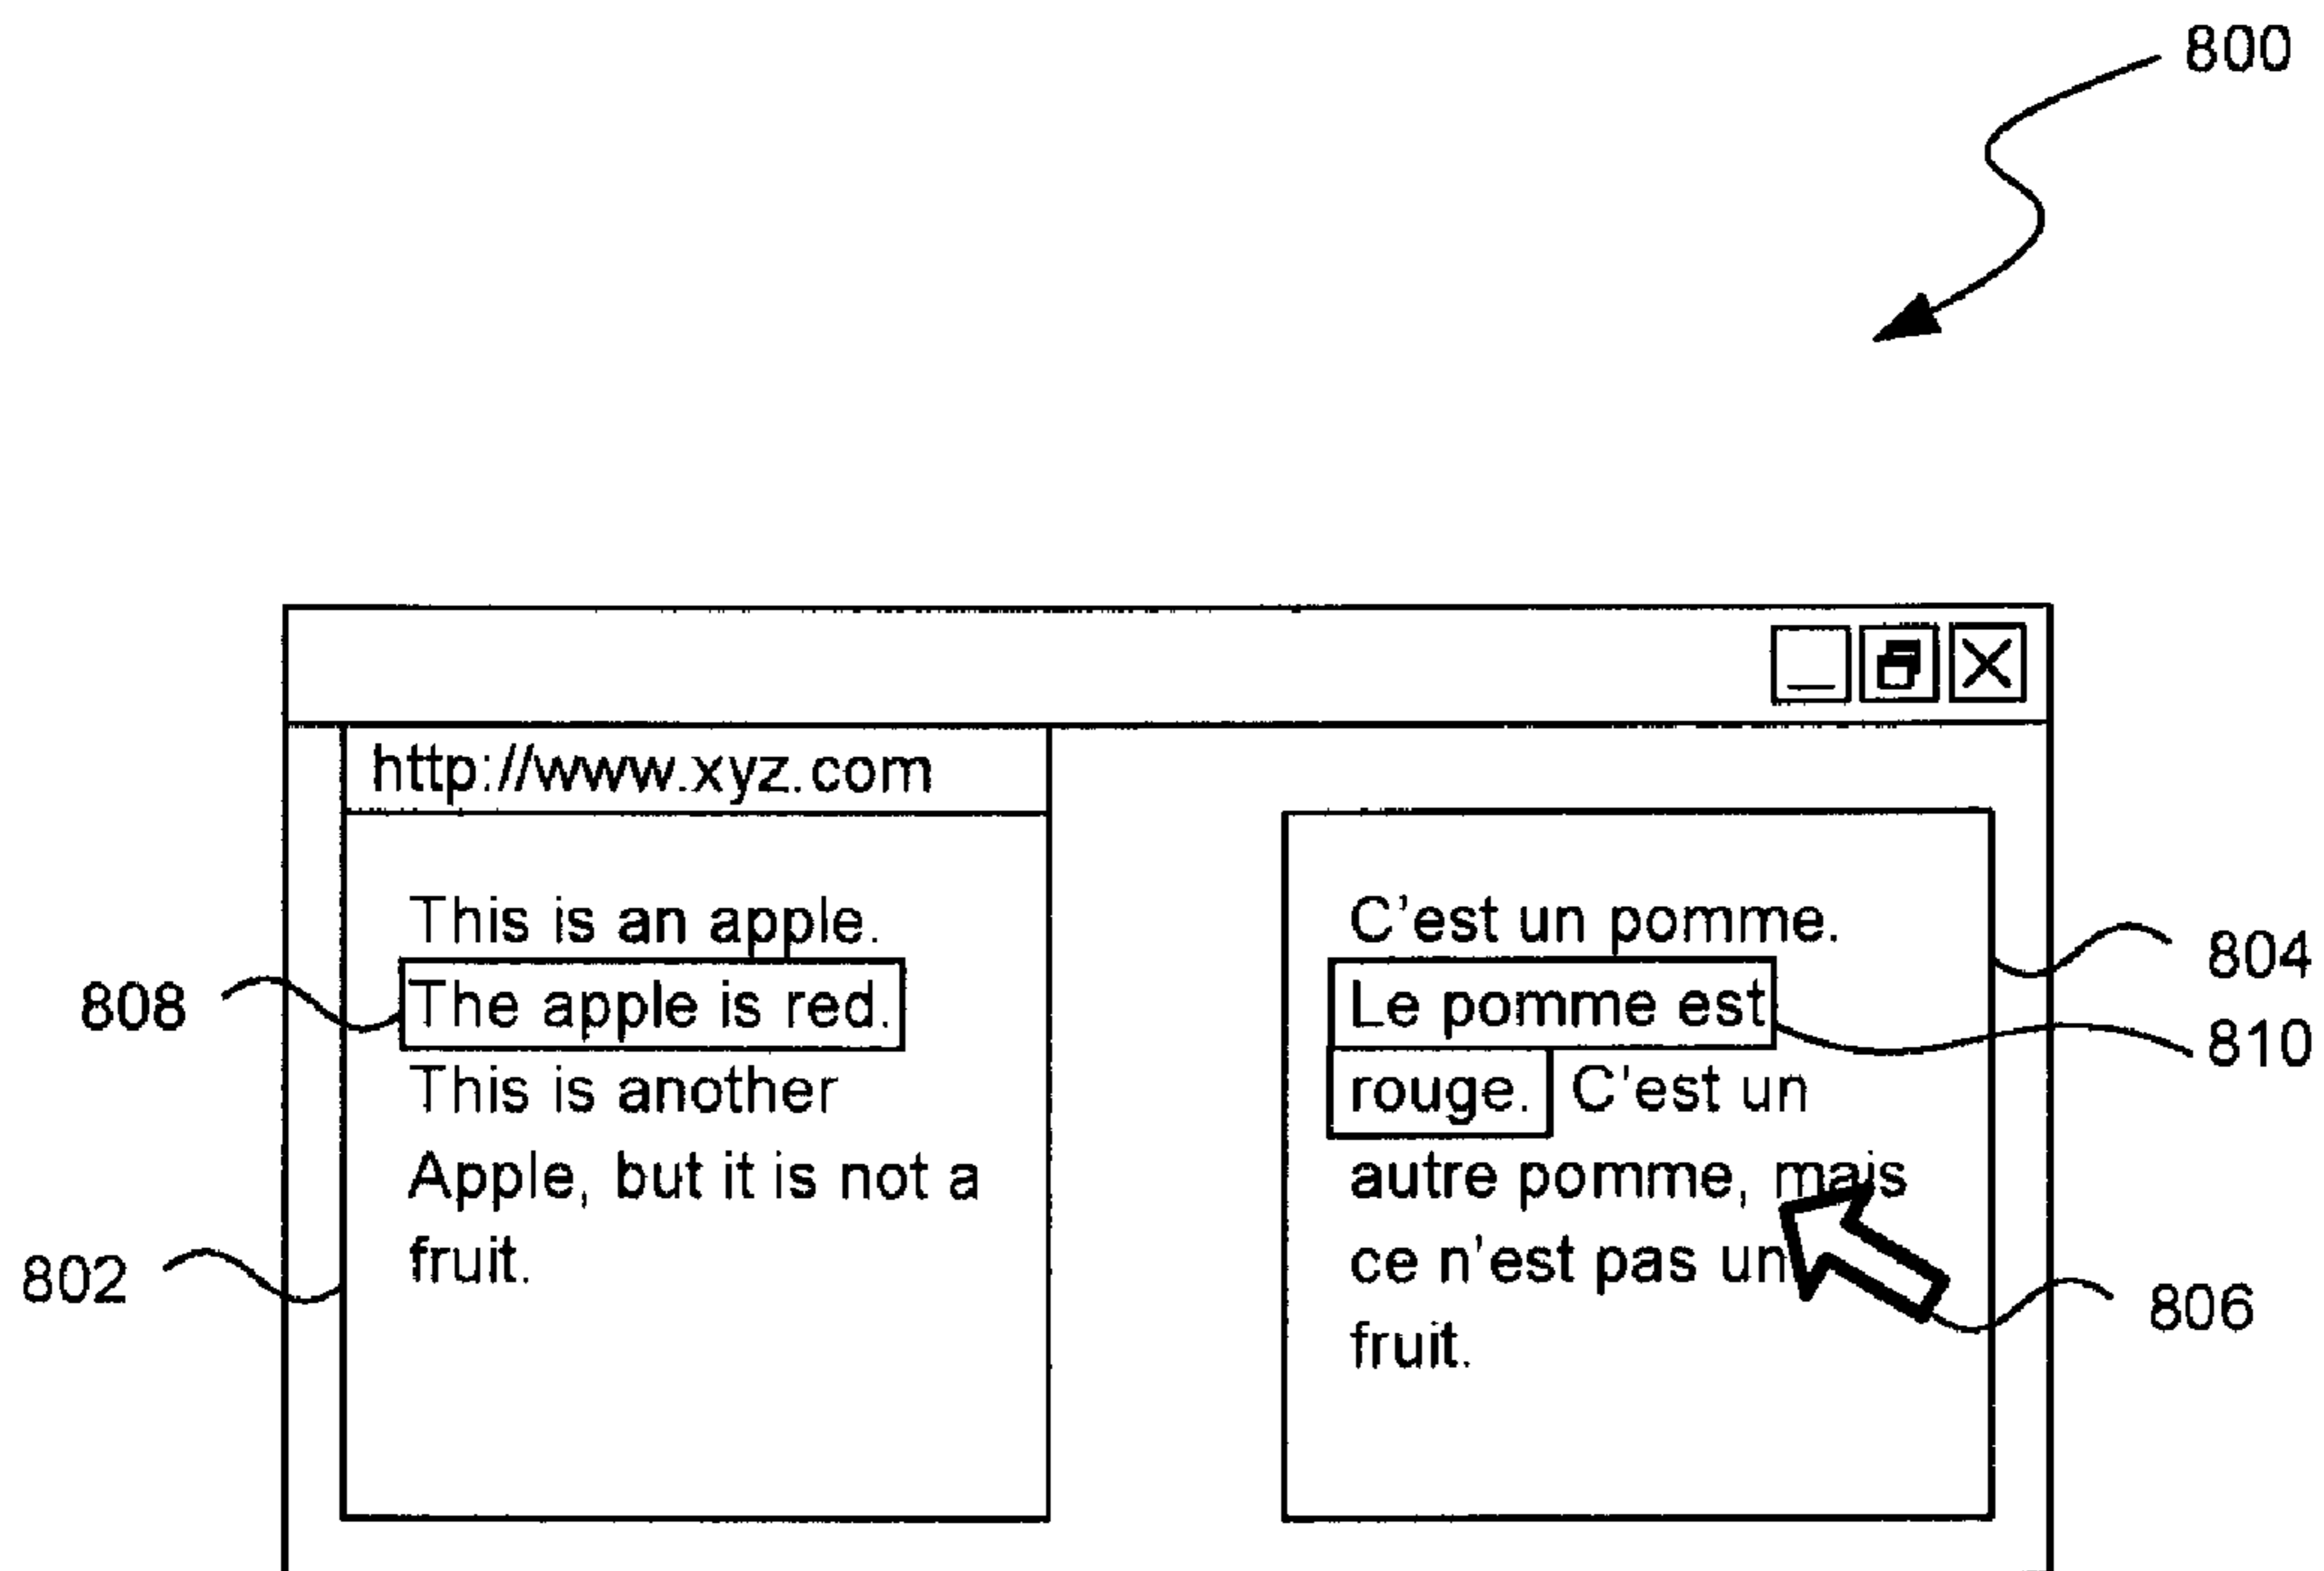 800
http://www.xyz.com
This is an apple.
The apple is red.
This is another
Apple, but it is not a
fruit.
C'est un pomme.
Le pomme est
rouge. C'est un
autre pomme, mais
ce n'est pas un
fruit.
808
802
804
810
806